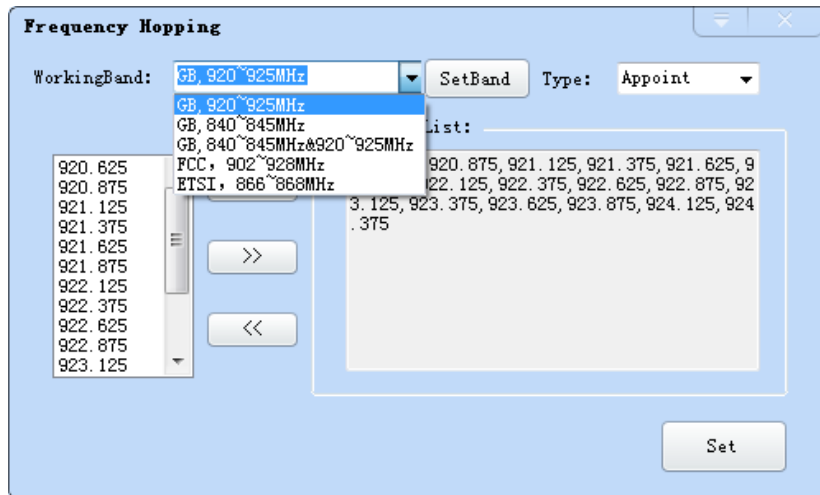 Frequency Hopping
WorkingBand:
GB, 920~925MHz
SetBand
Type:
Appoint
GB, 920~925MHz
GB, 840~845MHz
GB, 840~845MHz&920~925MHz
FCC, 902~928MHz
ETSI, 866~868MHz
List:
920.625
920.875
921.125
921.375
921.625
921.875
922.125
922.375
922.625
922.875
923.125
>>
<<
920.875, 921.125, 921.375, 921.625, 9
922.125, 922.375, 922.625, 922.875, 92
3.125, 923.375, 923.625, 923.875, 924.125, 924
.375
Set